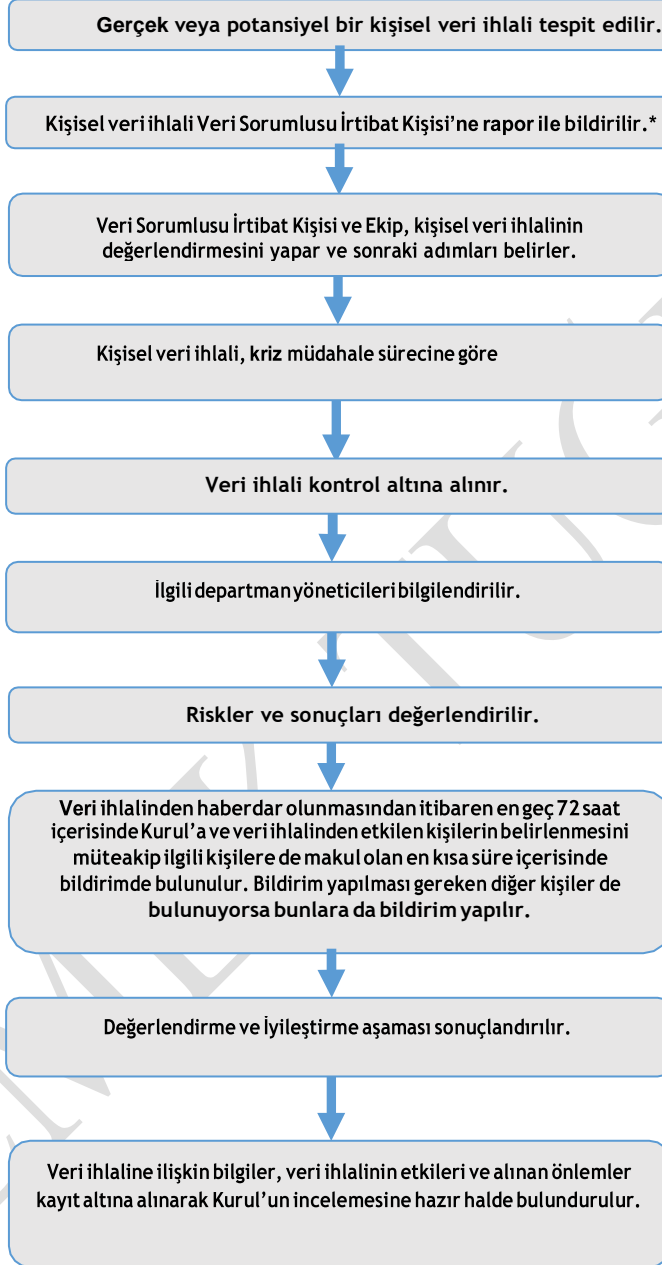 Gerçek veya potansiyel bir kişisel veri ihlali tespit edilir.
Kişisel veri ihlali Veri Sorumlusu İrtibat Kişisi’ne rapor ile bildirilir.*
Veri Sorumlusu İrtibat Kişisi ve Ekip, kişisel veri ihlalinin
değerlendirmesini yapar ve sonraki adımları belirler.
Kişisel veri ihlali, kriz müdahale sürecine göre
Veri ihlali kontrol altına alınır.
İlgili departman yöneticileri bilgilendirilir.
Riskler ve sonuçları değerlendirilir.
Veri ihlalinden haberdar olunmasından itibaren en geç 72 saat
içerisinde Kurul’a ve veri ihlalinden etkilen kişilerin belirlenmesini
müteakip ilgili kişilere de makul olan en kısa süre içerisinde
bildirimde bulunulur. Bildirim yapılması gereken diğer kişiler de
bulunuyorsa bunlara da bildirim yapılır.
Değerlendirme ve İyileştirme aşaması sonuçlandırılır.
Veri ihlaline ilişkin bilgiler, veri ihlalinin etkileri ve alınan önlemler
kayıt altına alınarak Kurul’un incelemesine hazır halde bulundurulur.